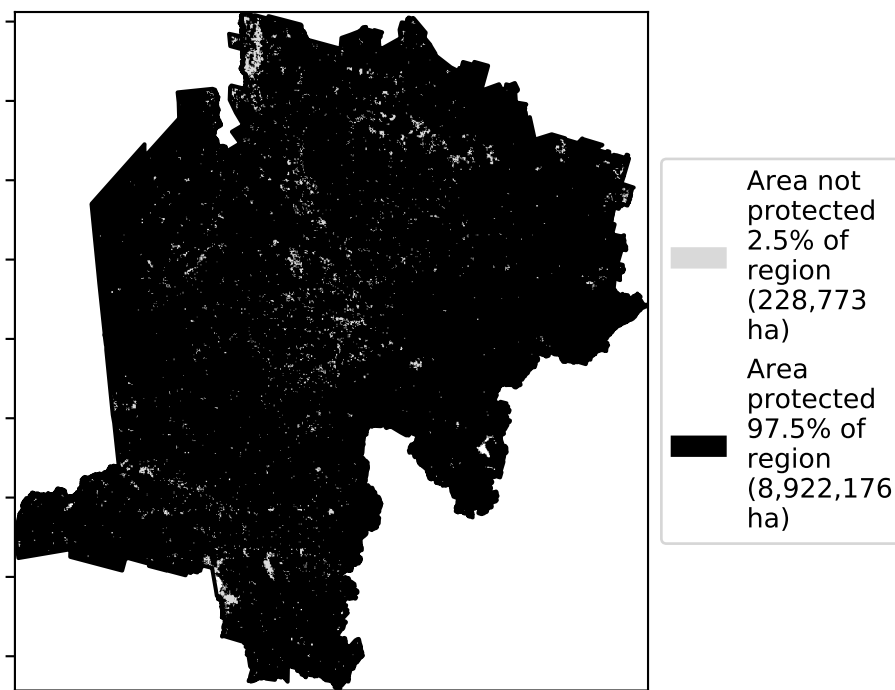 Area not
protected
2.5% of
region
(228,773
ha)
Area
protected
97.5% of
region
(8,922,176
ha)